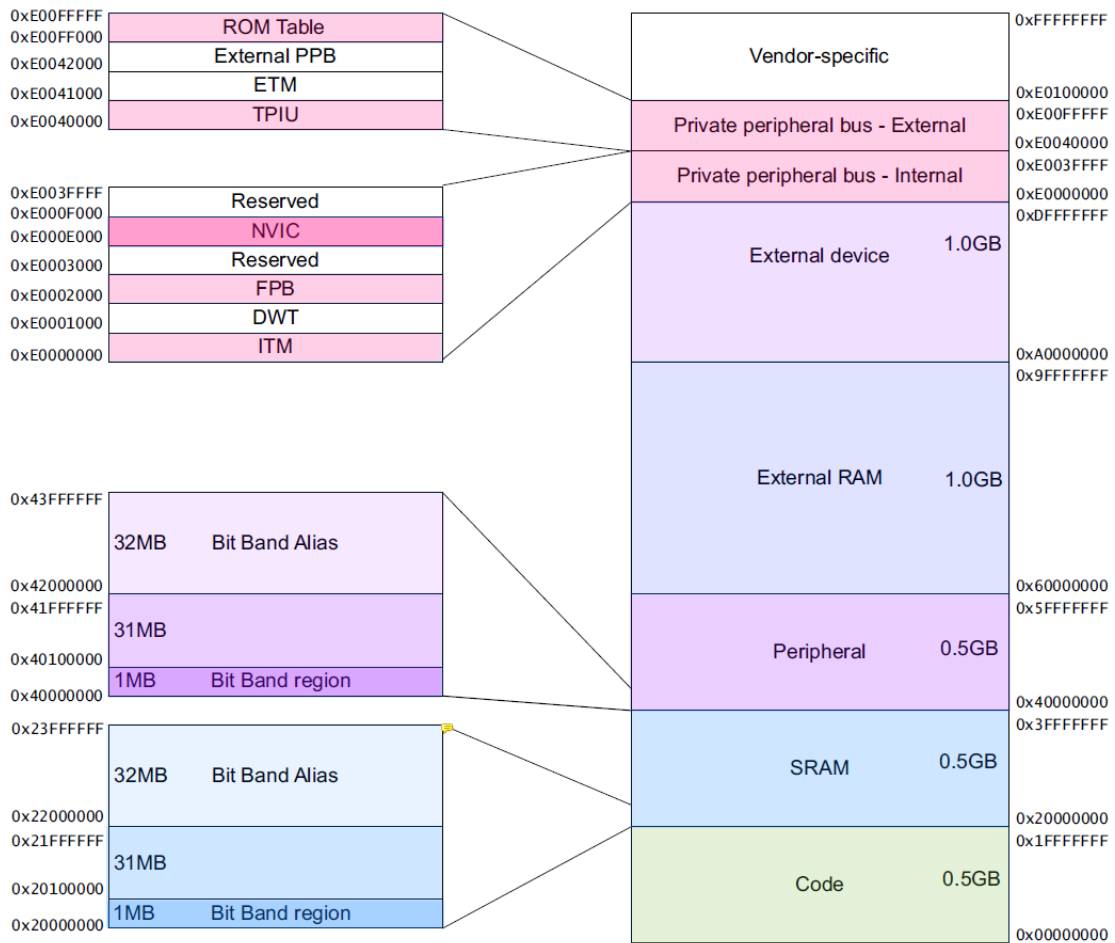 0xE00FFFFF
ROM Table
0xE00FF000
External PPB
0xE0042000
ETM
0xE0041000
TPIU
0xE0040000
0xE003FFFF
Reserved
0xE000F000
NVIC
0xE000E000
Reserved
0xE0003000
FPB
0xE0002000
DWT
0xE0001000
ITM
0xE0000000
0x43FFFFFF
32MB Bit Band Alias
0x42000000
0x41FFFFFF
31MB
0x40100000
1MB Bit Band region
0x40000000
0x23FFFFFF
32MB Bit Band Alias
0x22000000
0x21FFFFFF
31MB
0x20100000
1MB Bit Band region
0x20000000
0xFFFFFFFF
Vendor-specific
0xE0100000
0xE00FFFFF
Private peripheral bus - External
0xE0040000
0xE003FFFF
Private peripheral bus - Internal
0xE0000000
0xDFFFFFFF
External device 1.0GB
0xA0000000
0x9FFFFFFF
External RAM 1.0GB
0x60000000
0x5FFFFFFF
Peripheral 0.5GB
0x40000000
0x3FFFFFFF
SRAM 0.5GB
0x20000000
0x1FFFFFFF
Code 0.5GB
0x00000000